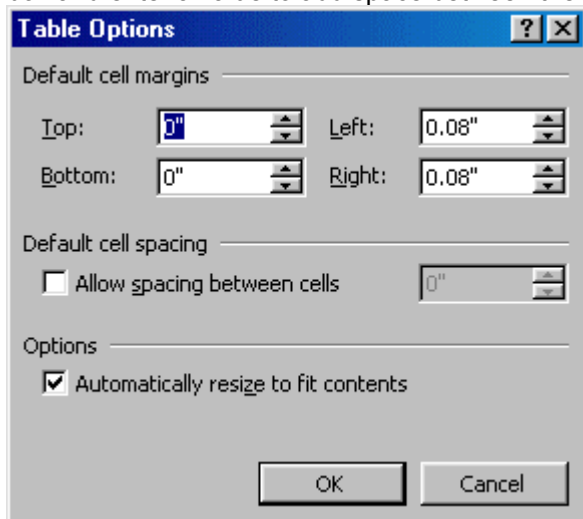 Table Options
Default cell margins
Top: 0" Left: 0.08"
Bottom: 0" Right: 0.08"
Default cell spacing
Allow spacing between cells 0"
Options
Automatically resize to fit contents
OK Cancel